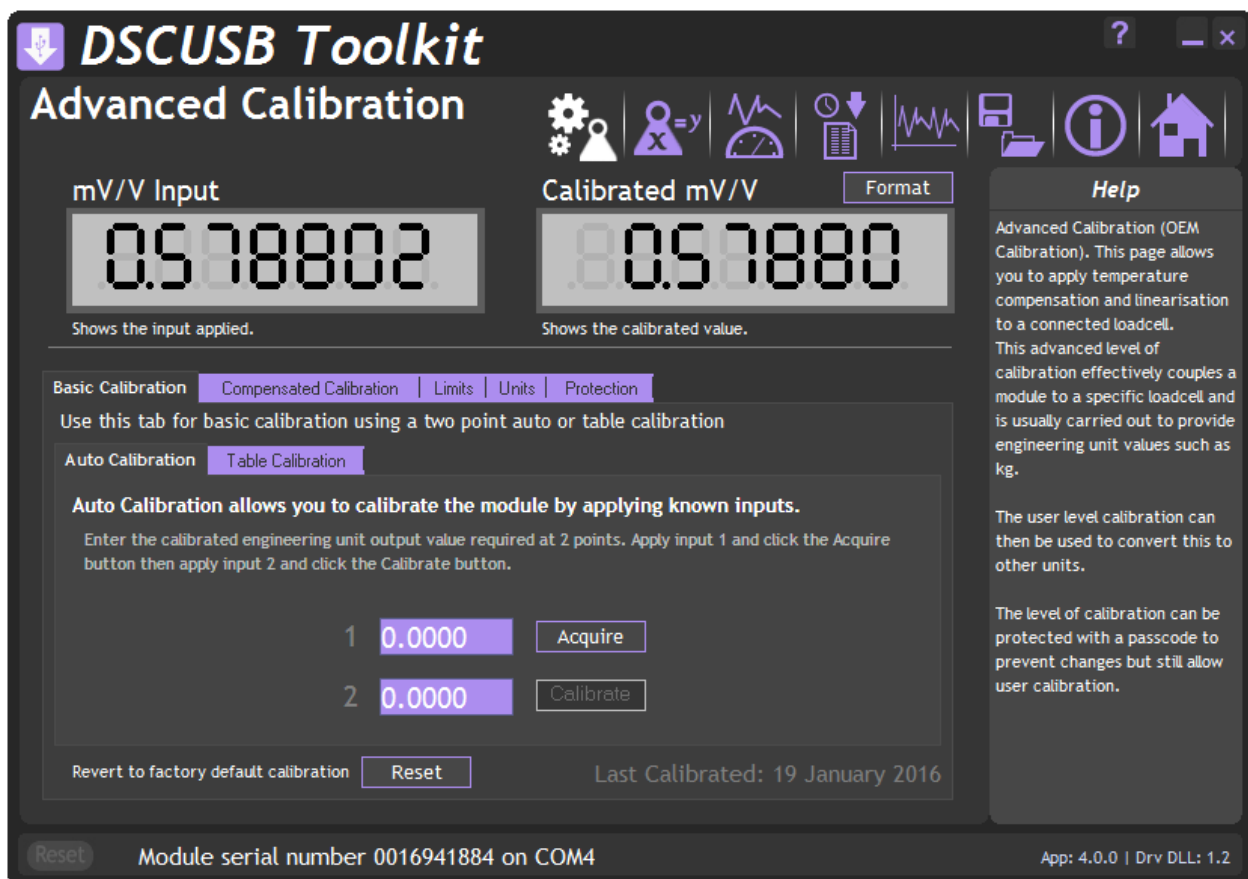 DSCUSB Toolkit
?
Advanced Calibration
x=y
mV/V Input
0.578802
Shows the input applied.
Calibrated mV/V
Format
0.57880
Shows the calibrated value.
Basic Calibration
Compensated Calibration
Limits
Units
Protection
Use this tab for basic calibration using a two point auto or table calibration
Auto Calibration
Table Calibration
Auto Calibration allows you to calibrate the module by applying known inputs.
Enter the calibrated engineering unit output value required at 2 points. Apply input 1 and click the Acquire
button then apply input 2 and click the Calibrate button.
1 0.0000 Acquire
2 0.0000 Calibrate
Revert to factory default calibration Reset
Last Calibrated: 19 January 2016
Help
Advanced Calibration (OEM
Calibration). This page allows
you to apply temperature
compensation and linearisation
to a connected loadcell.
This advanced level of
calibration effectively couples a
module to a specific loadcell and
is usually carried out to provide
engineering unit values such as
kg.
The user level calibration can
then be used to convert this to
other units.
The level of calibration can be
protected with a passcode to
prevent changes but still allow
user calibration.
Reset
Module serial number 0016941884 on COM4
App: 4.0.0 | Drv DLL: 1.2